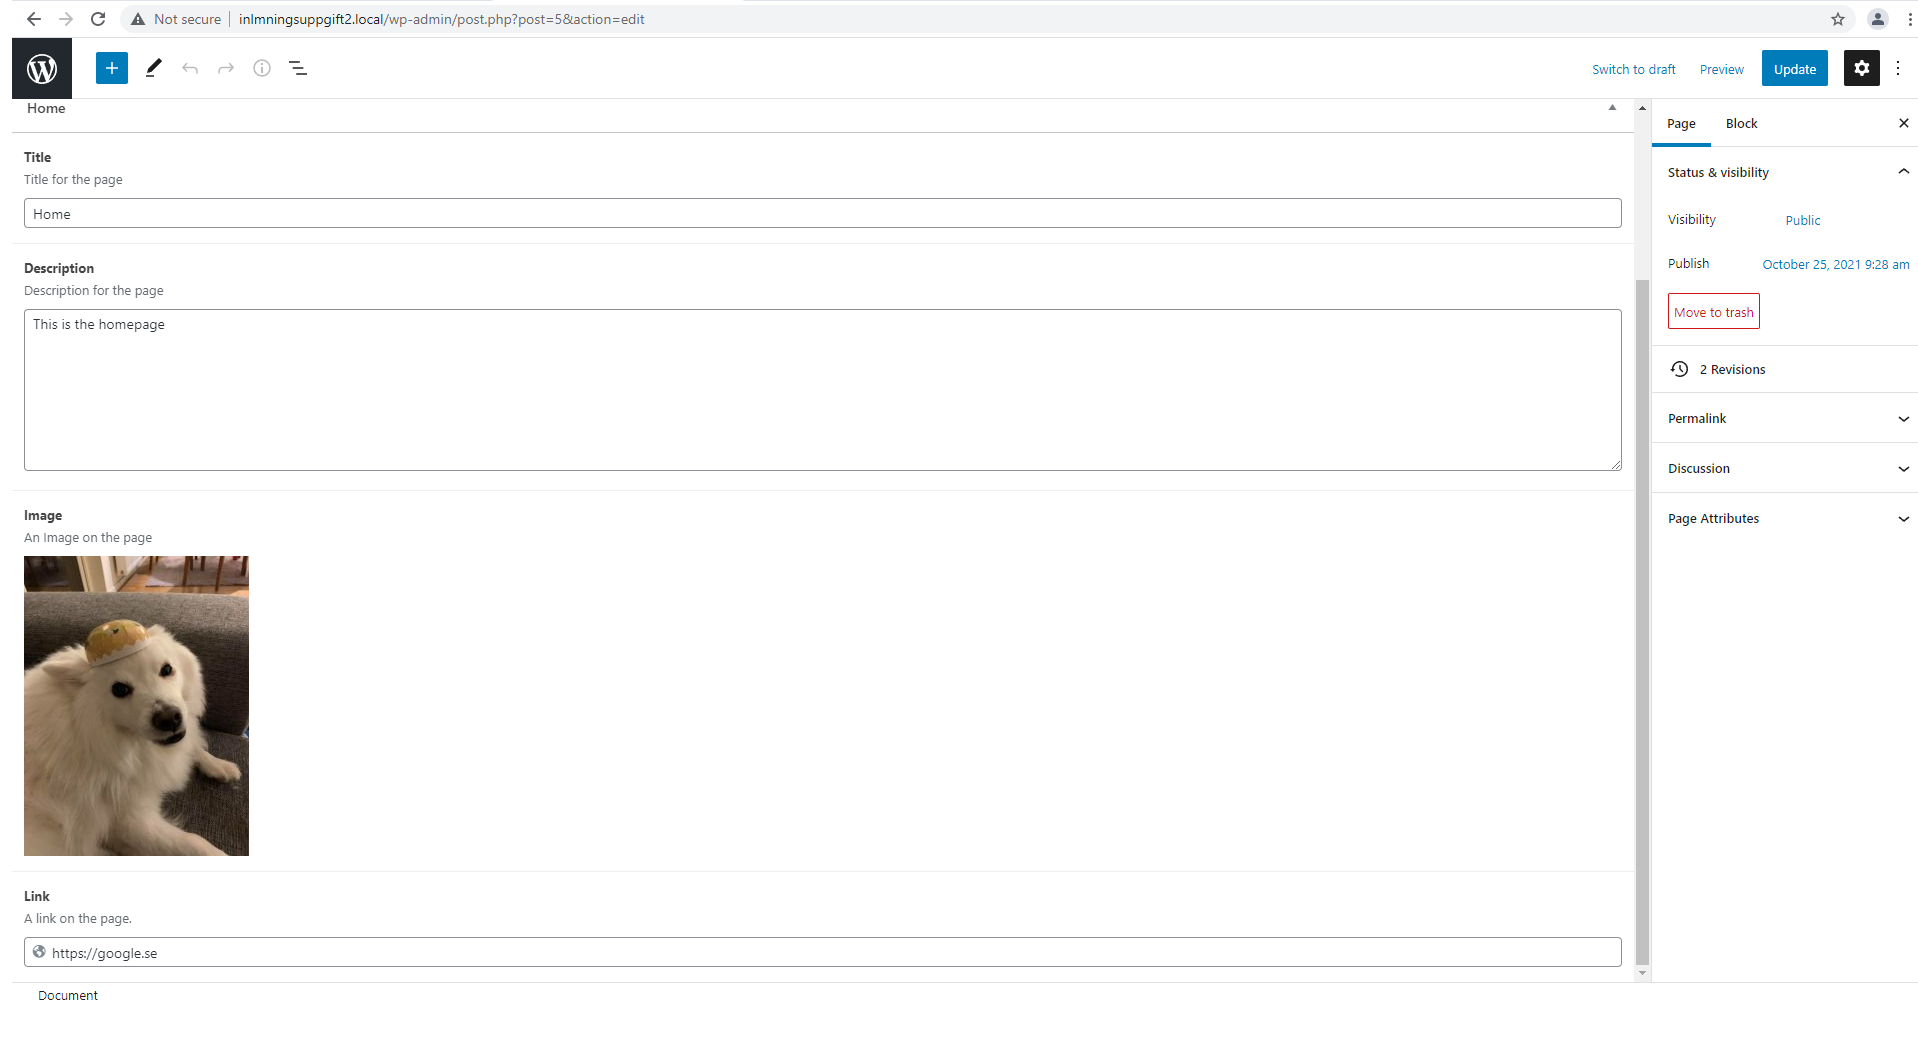 Not secure inlmningsuppgift2.local/wp-admin/post.php?post=5&action=edit
Switch to draft Preview Update
Home
Title
Title for the page
Home
Description
Description for the page
This is the homepage
Image
An Image on the page
Link
A link on the page.
https://google.se
Document
Page Block
Status & visibility
Visibility Public
Publish October 25, 2021 9:28 am
Move to trash
2 Revisions
Permalink
Discussion
Page Attributes